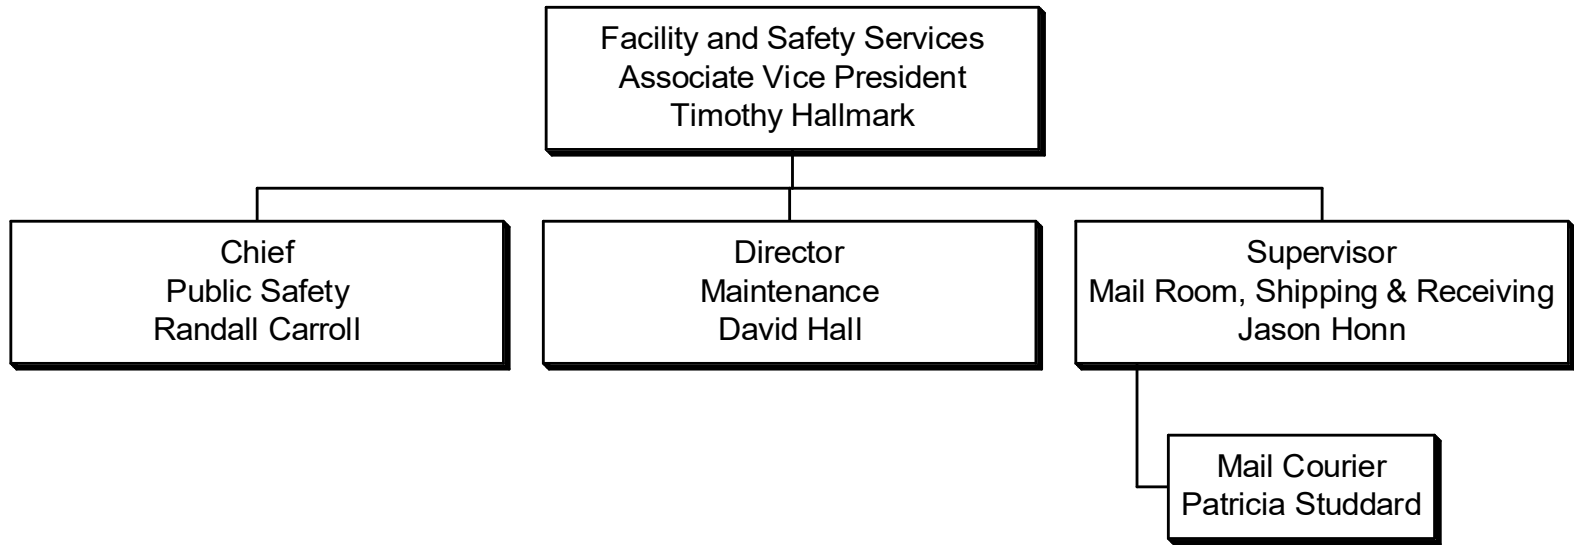 Facility and Safety Services
Associate Vice President
Timothy Hallmark
Chief
Public Safety
Randall Carroll
Director
Maintenance
David Hall
Supervisor
Mail Room, Shipping & Receiving
Jason Honn
Mail Courier
Patricia Studdard